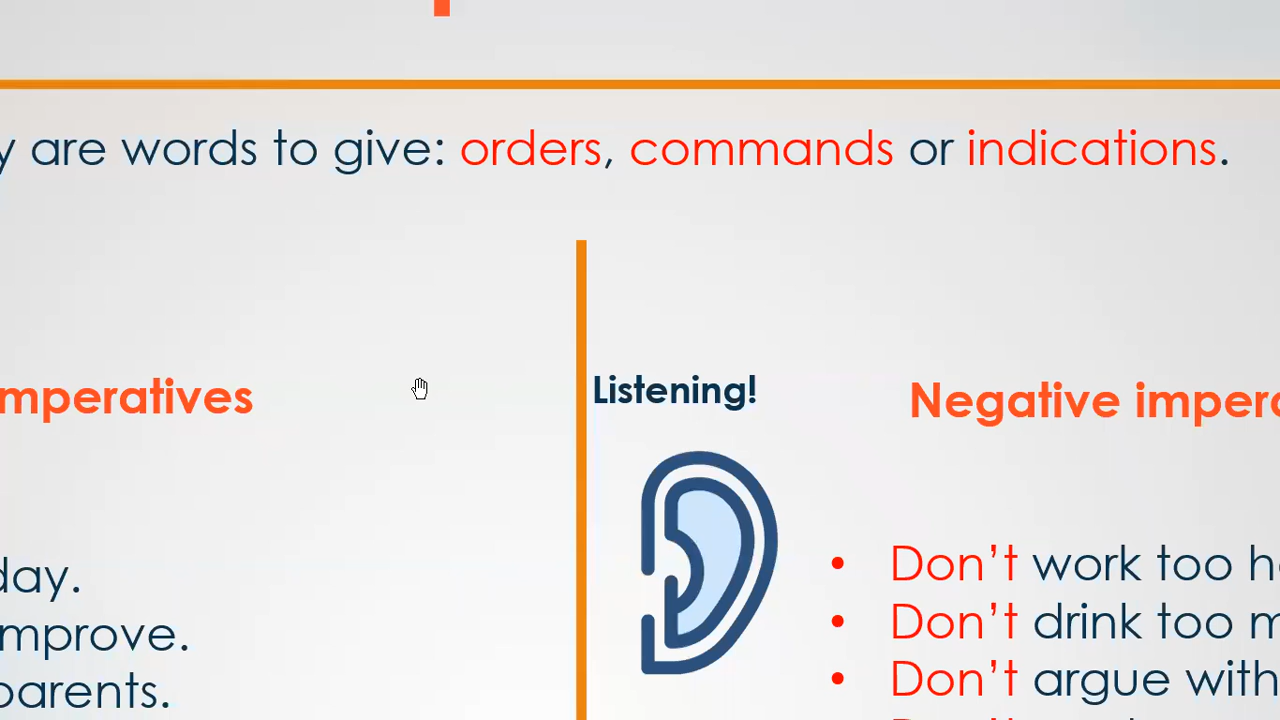 y are words to give: orders, commands or indications.
mperatives
Listening!
Negative impera
day.
mprove.
parents.
• Don't work too h
• Don't drink too m
• Don't argue with